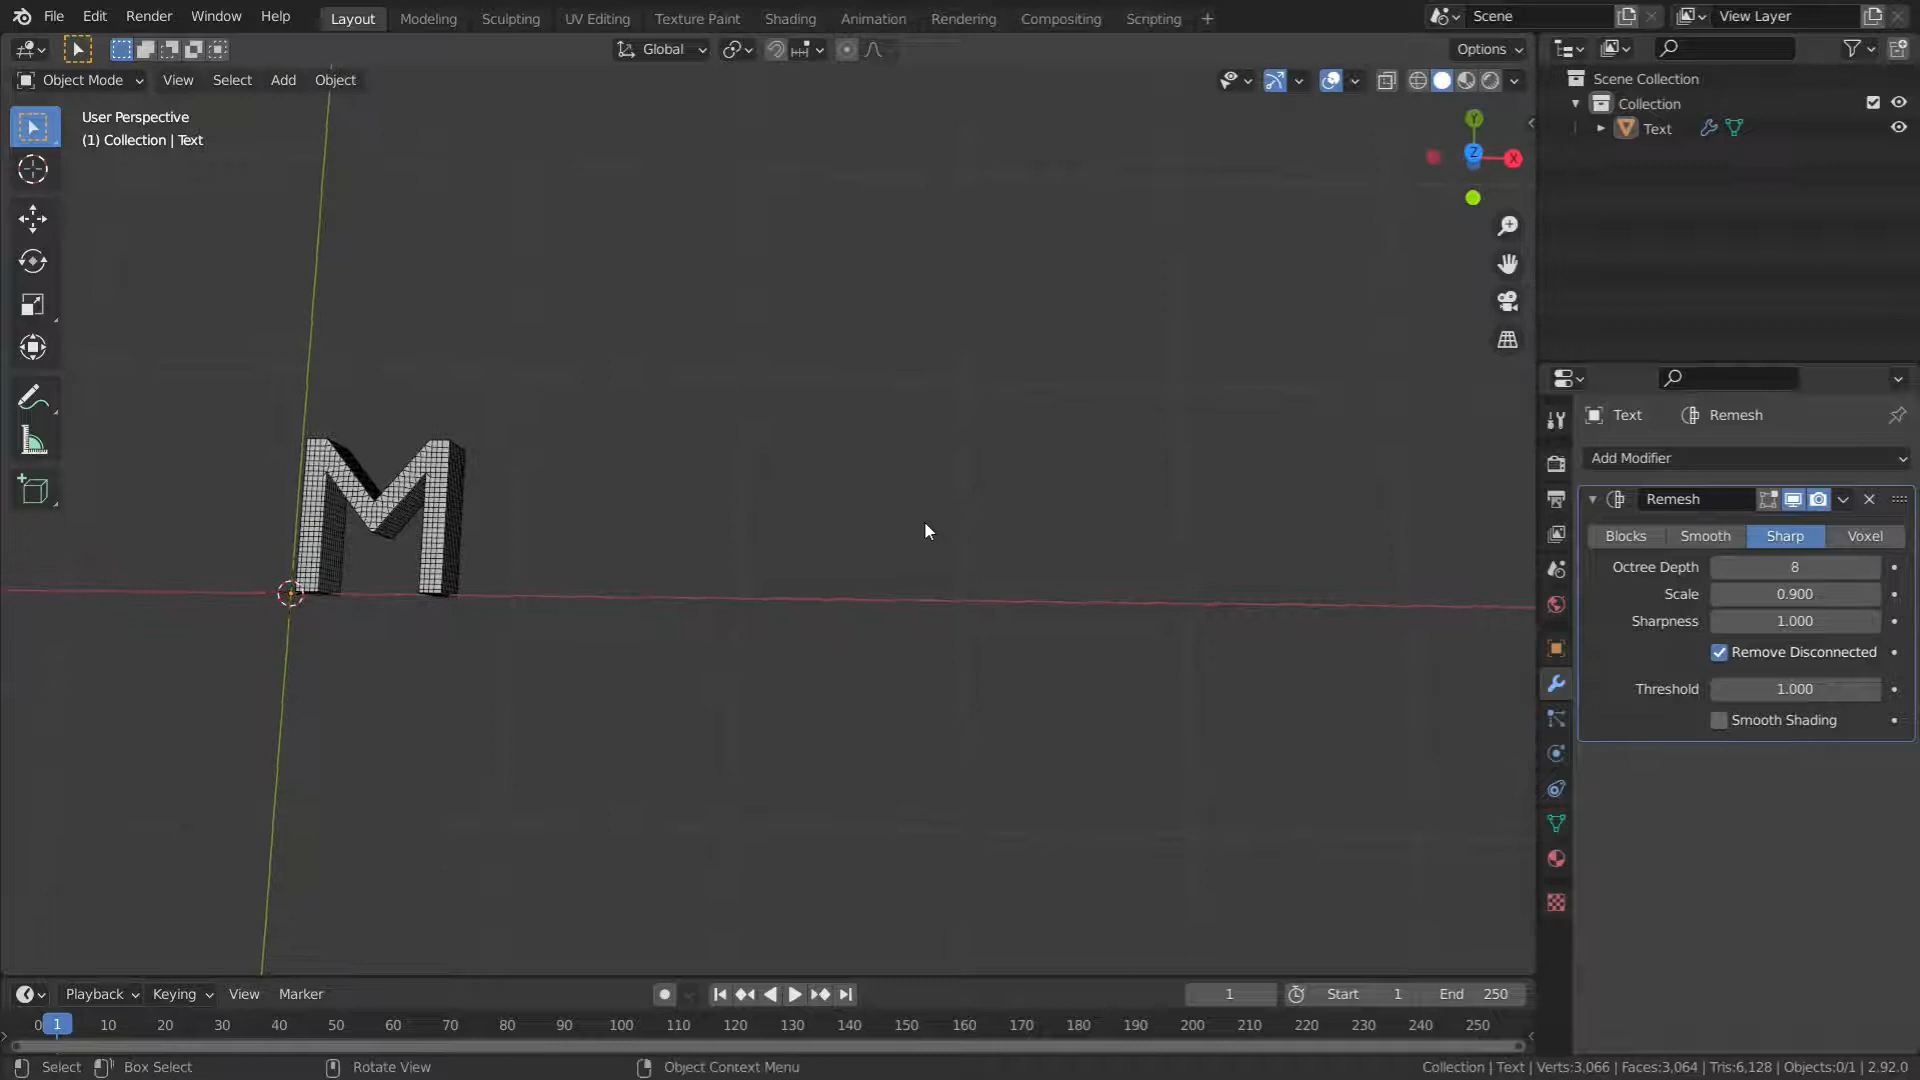 File Edit Render Window Help Layout Modeling Sculpting UV Editing Texture Paint Shading Animation Rendering Compositing Scripting + Scene View Layer
Global Options
Object Mode View Select Add Object
User Perspective
(1) Collection | Text
Y
Z
X
M
Scene Collection
Collection
Text
Text Remesh
Add Modifier
Remesh
Blocks Smooth Sharp Voxel
Octree Depth 8
Scale 0.900
Sharpness 1.000
Remove Disconnected
Threshold 1.000
Smooth Shading
Playback Keying View Marker 1 Start 1 End 250
0 1 10 20 30 40 50 60 70 80 90 100 110 120 130 140 150 160 170 180 190 200 210 220 230 240 250
Select Box Select Rotate View Object Context Menu Collection | Text | Verts:3,066 | Faces:3,064 | Tris:6,128 | Objects:0/1 | 2.92.0